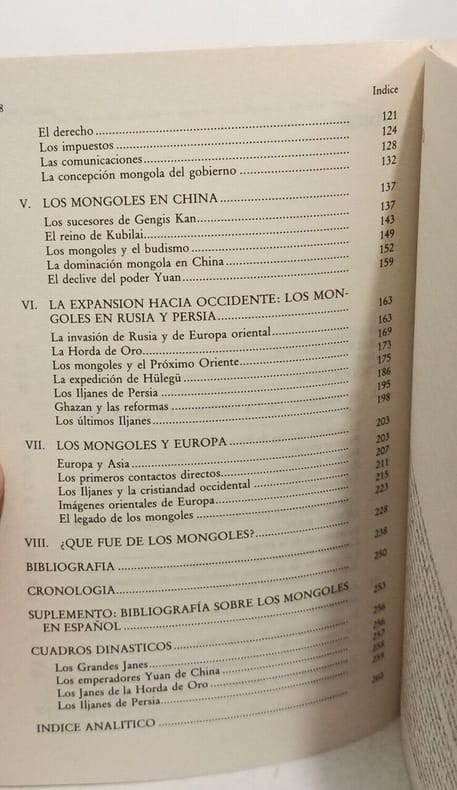 8 Indice
El derecho 121
Los impuestos 124
Las comunicaciones 128
La concepción mongola del gobierno 132
V. LOS MONGOLES EN CHINA 137
Los sucesores de Gengis Kan 137
El reino de Kubilai 143
Los mongoles y el budismo 149
La dominación mongola en China 152
El declive del poder Yuan 159
VI. LA EXPANSION HACIA OCCIDENTE: LOS MON-
GOLES EN RUSIA Y PERSIA 163
La invasión de Rusia y de Europa oriental 163
La Horda de Oro 169
Los mongoles y el Próximo Oriente 173
La expedición de Hülegü 175
Los Iljanes de Persia 186
Ghazan y las reformas 195
Los últimos Iljanes 198
VII. LOS MONGOLES Y EUROPA 203
Europa y Asia 203
Los primeros contactos directos 207
Los Iljanes y la cristiandad occidental 211
Imágenes orientales de Europa 215
El legado de los mongoles 223
VIII. ¿QUE FUE DE LOS MONGOLES? 228
BIBLIOGRAFIA 238
CRONOLOGIA 250
SUPLEMENTO: BIBLIOGRAFÍA SOBRE LOS MONGOLES
EN ESPAÑOL 253
CUADROS DINASTICOS 256
Los Grandes Janes 256
Los emperadores Yuan de China 257
Los Janes de la Horda de Oro 258
Los Iljanes de Persia 259
INDICE ANALITICO 260